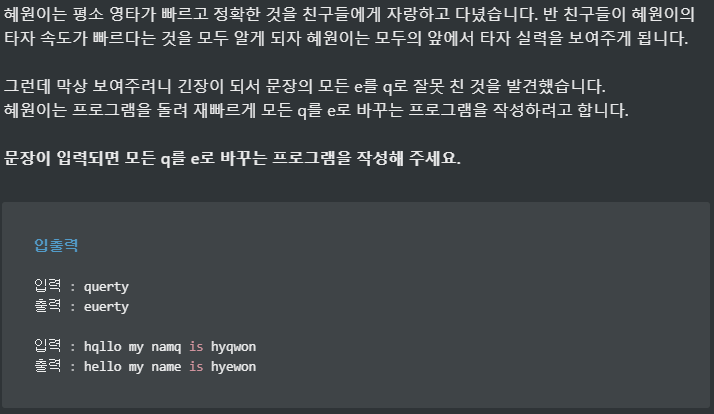 혜원이는 평소 영타가 빠르고 정확한 것을 친구들에게 자랑하고 다녔습니다. 반 친구들이 혜원이의
타자 속도가 빠르다는 것을 모두 알게 되자 혜원이는 모두의 앞에서 타자 실력을 보여주게 됩니다.
그런데 막상 보여주려니 긴장이 되서 문장의 모든 e를 q로 잘못 친 것을 발견했습니다.
혜원이는 프로그램을 돌려 재빠르게 모든 q를 e로 바꾸는 프로그램을 작성하려고 합니다.
문장이 입력되면 모든 q를 e로 바꾸는 프로그램을 작성해 주세요.
입출력
입력 : querty
출력 : euerty
입력 : hqllo my namq is hyqwon
출력 : hello my name is hyewon